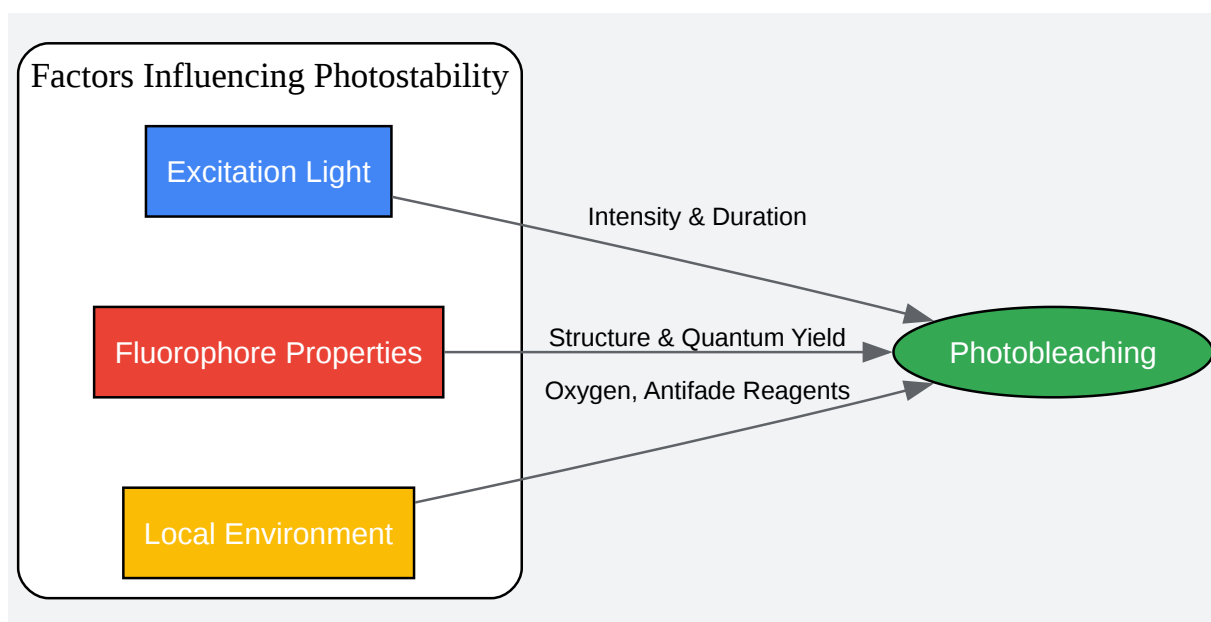 Factors Influencing Photostability
Excitation Light
Intensity & Duration
Fluorophore Properties
Structure & Quantum Yield
Photobleaching
Oxygen, Antifade Reagents
Local Environment